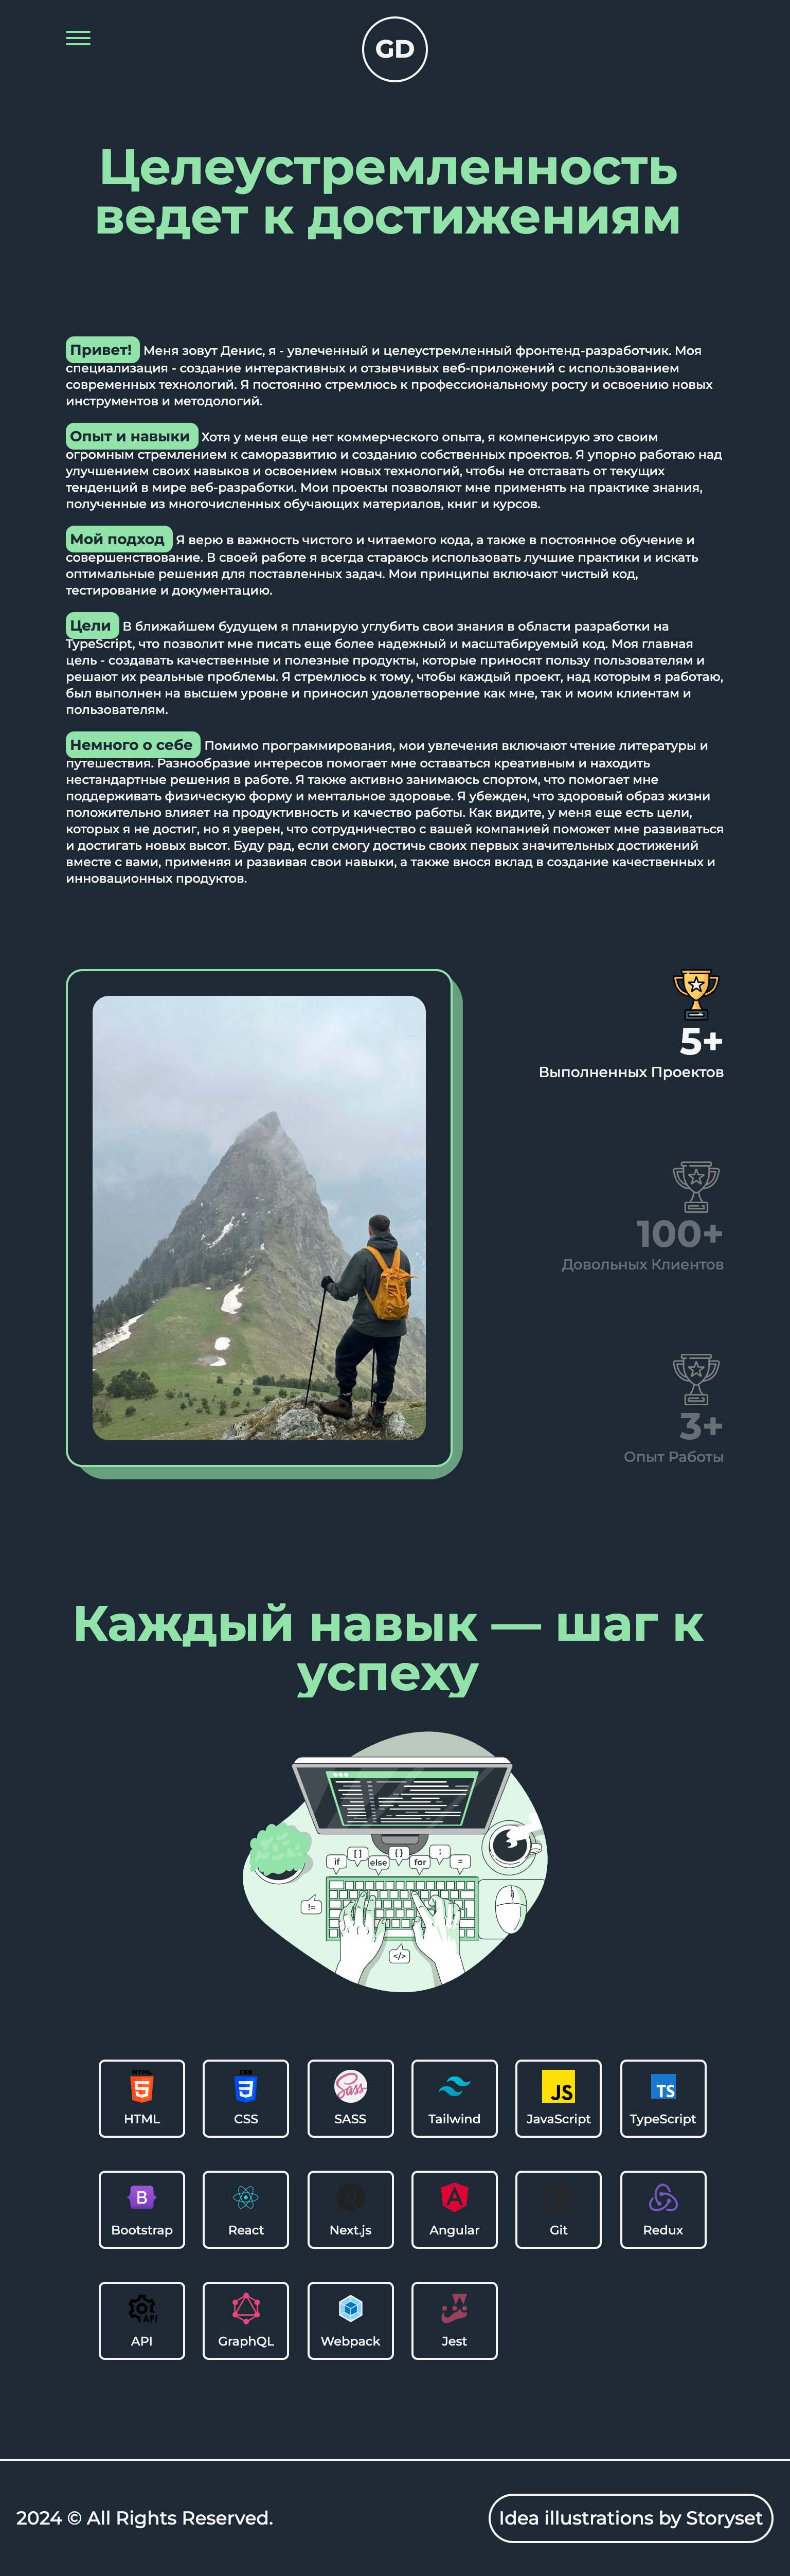 GD
Целеустремленность
ведет к достижениям
Привет! Меня зовут Денис, я - увлеченный и целеустремленный фронтенд-разработчик. Моя
специализация - создание интерактивных и отзывчивых веб-приложений с использованием
современных технологий. Я постоянно стремлюсь к профессиональному росту и освоению новых
инструментов и методологий.
Опыт и навыки Хотя у меня еще нет коммерческого опыта, я компенсирую это своим
огромным стремлением к саморазвитию и созданию собственных проектов. Я упорно работаю над
улучшением своих навыков и освоением новых технологий, чтобы не отставать от текущих
тенденций в мире веб-разработки. Мои проекты позволяют мне применять на практике знания,
полученные из многочисленных обучающих материалов, книг и курсов.
Мой подход Я верю в важность чистого и читаемого кода, а также в постоянное обучение и
совершенствование. В своей работе я всегда стараюсь использовать лучшие практики и искать
оптимальные решения для поставленных задач. Мои принципы включают чистый код,
тестирование и документацию.
Цели В ближайшем будущем я планирую углубить свои знания в области разработки на
TypeScript, что позволит мне писать еще более надежный и масштабируемый код. Моя главная
цель - создавать качественные и полезные продукты, которые приносят пользу пользователям и
решают их реальные проблемы. Я стремлюсь к тому, чтобы каждый проект, над которым я работаю,
был выполнен на высшем уровне и приносил удовлетворение как мне, так и моим клиентам и
пользователям.
Немного о себе Помимо программирования, мои увлечения включают чтение литературы и
путешествия. Разнообразие интересов помогает мне оставаться креативным и находить
нестандартные решения в работе. Я также активно занимаюсь спортом, что помогает мне
поддерживать физическую форму и ментальное здоровье. Я убежден, что здоровый образ жизни
положительно влияет на продуктивность и качество работы. Как видите, у меня еще есть цели,
которых я не достиг, но я уверен, что сотрудничество с вашей компанией поможет мне развиваться
и достигать новых высот. Буду рад, если смогу достичь своих первых значительных достижений
вместе с вами, применяя и развивая свои навыки, а также внося вклад в создание качественных и
инновационных продуктов.
5+
Выполненных Проектов
100+
Довольных Клиентов
3+
Опыт Работы
Каждый навык — шаг к
успеху
if [ ] else { } for ; =
!=
</>
HTML CSS Sass JS TS
HTML CSS SASS Tailwind JavaScript TypeScript
B N A
Bootstrap React Next.js Angular Git Redux
API
API GraphQL Webpack Jest
2024 © All Rights Reserved. Idea illustrations by Storyset